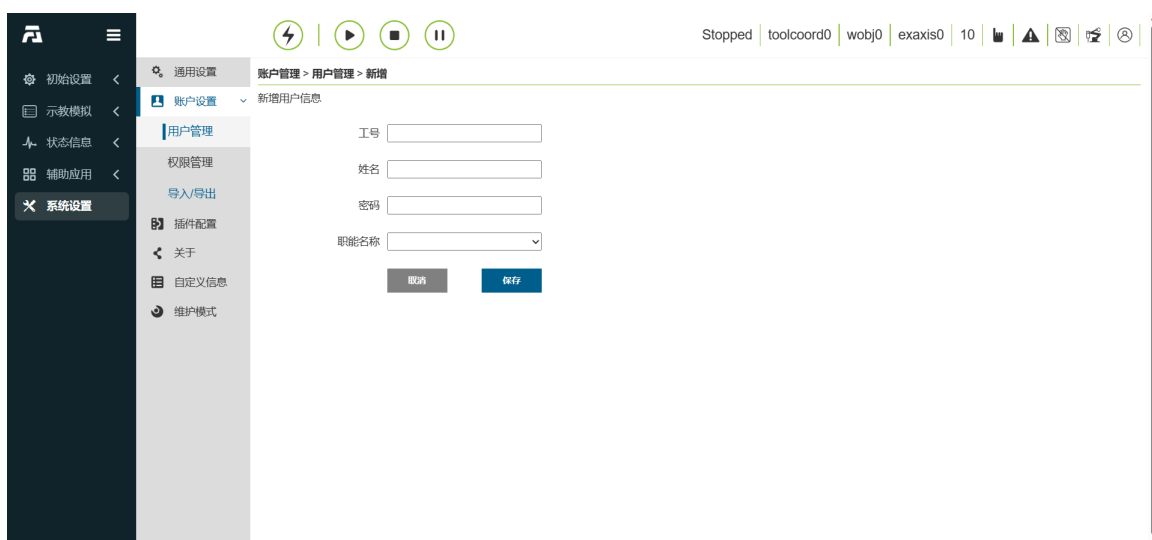 Stopped toolcoord0 wobj0 exaxis0 10
初始设置
示教模拟
状态信息
辅助应用
系统设置
通用设置
账户设置
用户管理
权限管理
导入/导出
插件配置
关于
自定义信息
维护模式
账户管理 > 用户管理 > 新增
新增用户信息
工号
姓名
密码
职能名称
取消 保存